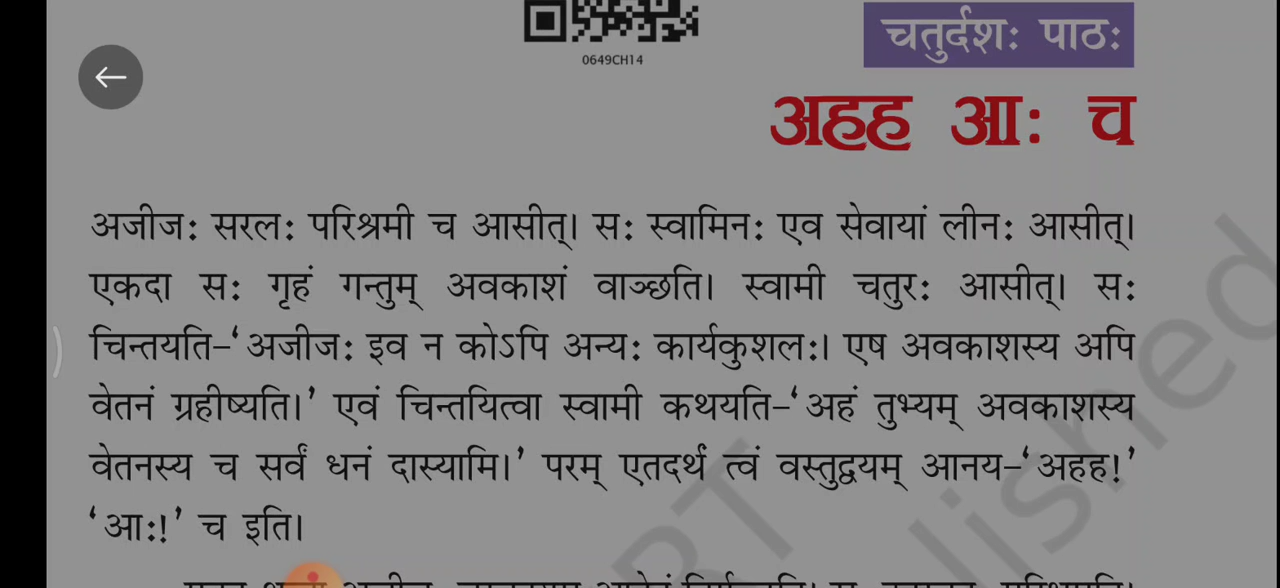 0649CH14
चतुर्दशः पाठः
अहह आः च
अजीजः सरलः परिश्रमी च आसीत्। सः स्वामिनः एव सेवायां लीनः आसीत्।
एकदा सः गृहं गन्तुम् अवकाशं वाञ्छति। स्वामी चतुरः आसीत्। सः
चिन्तयति-‘अजीजः इव न कोऽपि अन्यः कार्यकुशलः। एष अवकाशस्य अपि
वेतनं ग्रहीष्यति।’ एवं चिन्तयित्वा स्वामी कथयति-‘अहं तुभ्यम् अवकाशस्य
वेतनस्य च सर्वं धनं दास्यामि।’ परम् एतदर्थं त्वं वस्तुद्वयम् आनय-‘अहह!’
‘आः!’ च इति।